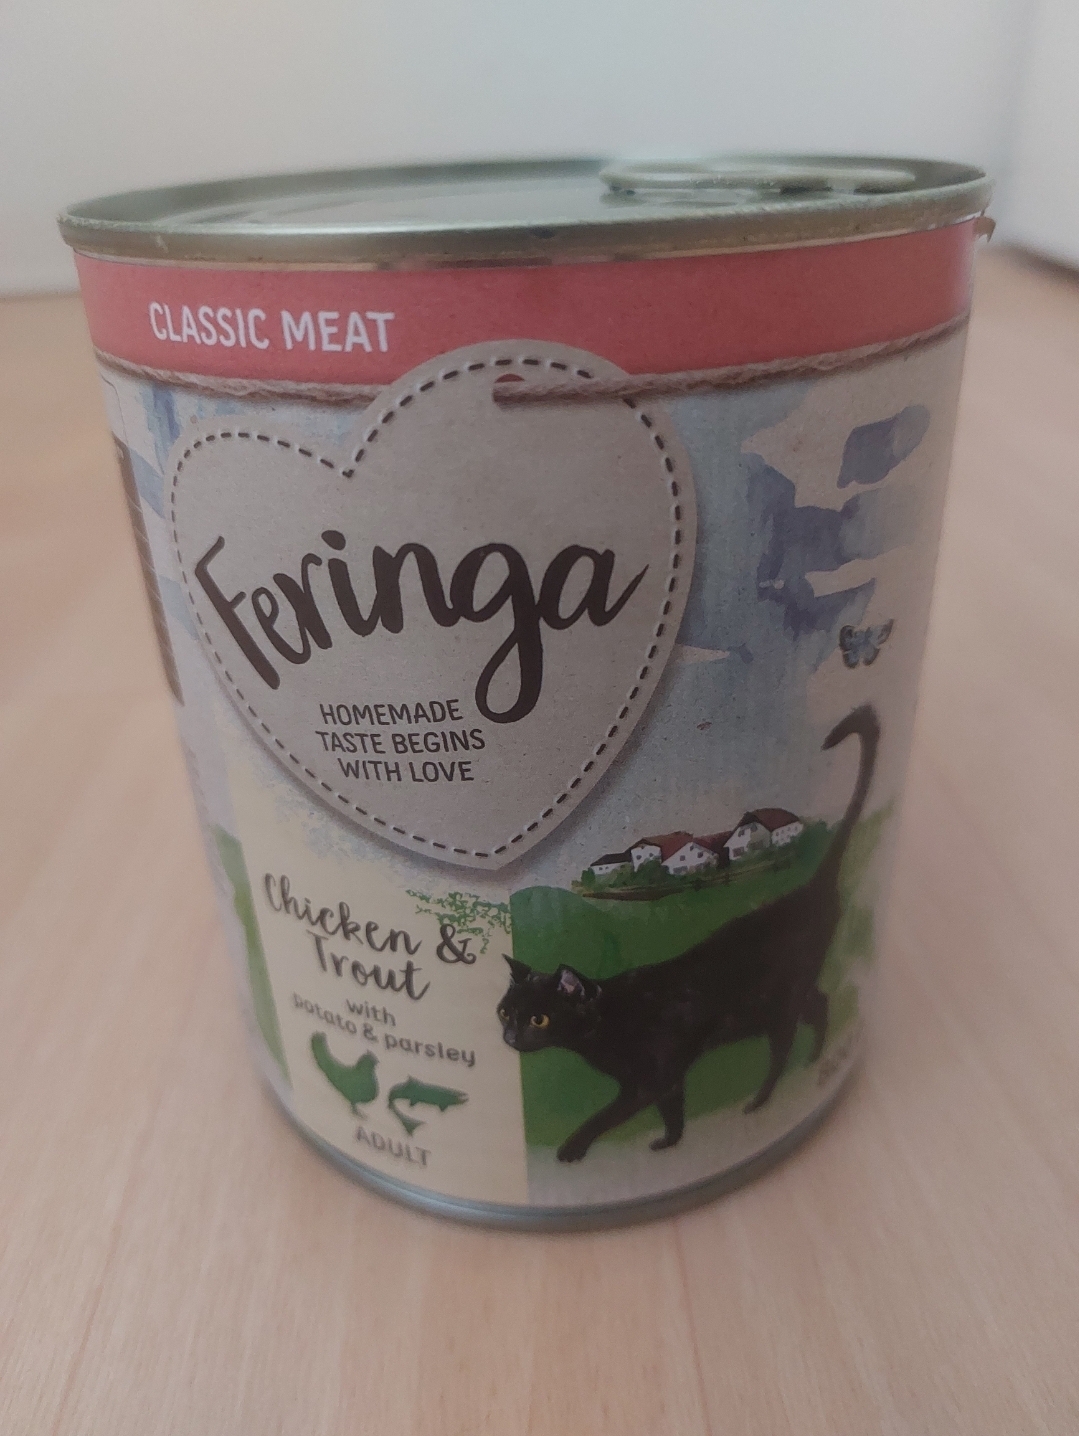 CLASSIC MEAT
Feringa
HOMEMADE
TASTE BEGINS
WITH LOVE
Chicken &
Trout
with
potato & parsley
ADULT